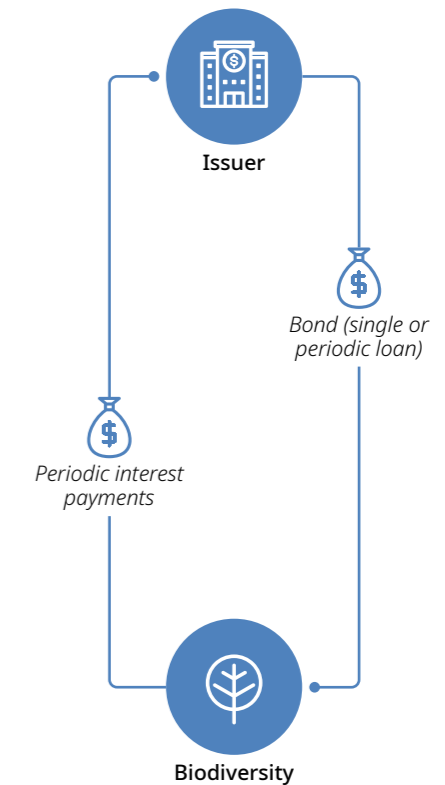 Issuer
Bond (single or
periodic loan)
Periodic interest
payments
Biodiversity